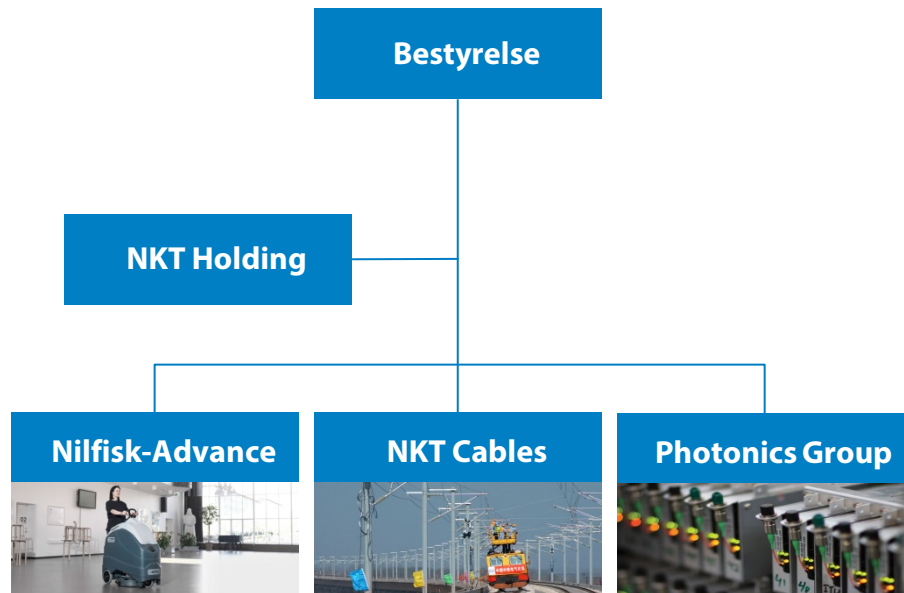 Bestyrelse
NKT Holding
Nilfisk-Advance
NKT Cables
Photonics Group